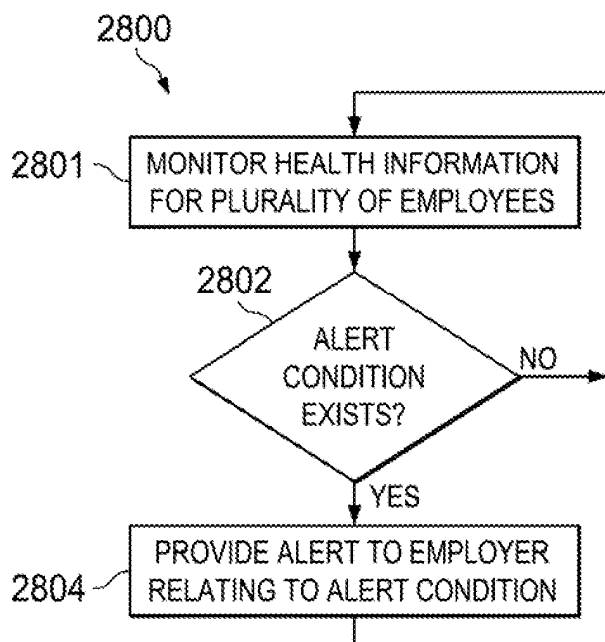 2800
2801
MONITOR HEALTH INFORMATION
FOR PLURALITY OF EMPLOYEES
2802
ALERT
CONDITION
EXISTS?
NO
YES
2804
PROVIDE ALERT TO EMPLOYER
RELATING TO ALERT CONDITION